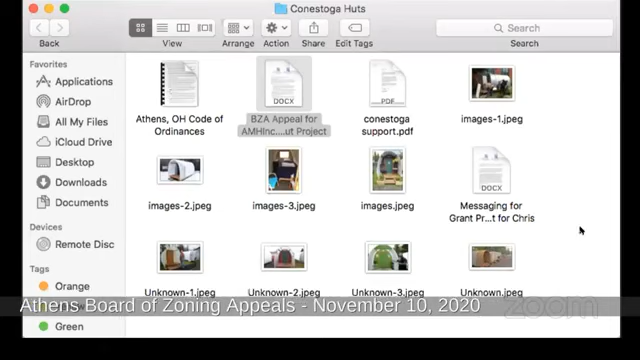 Conestoga Huts
Search
Back
View
Arrange
Action
Share
Edit Tags
Search
Favorites
Applications
AirDrop
All My Files
iCloud Drive
Desktop
Downloads
Documents
Devices
Remote Disc
Tags
Orange
Green
DOCX
PDF
Athens, OH Code of
Ordinances
BZA Appeal for
AMHInc....ut Project
conestoga
support.pdf
images-1.jpeg
DOCX
images-2.jpeg
images-3.jpeg
images.jpeg
Messaging for
Grant Pr...t for Chris
Unknown-1.jpeg
Unknown-2.jpeg
Unknown-3.jpeg
Unknown.jpeg
Athens Board of Zoning Appeals - November 10, 2020
zoom